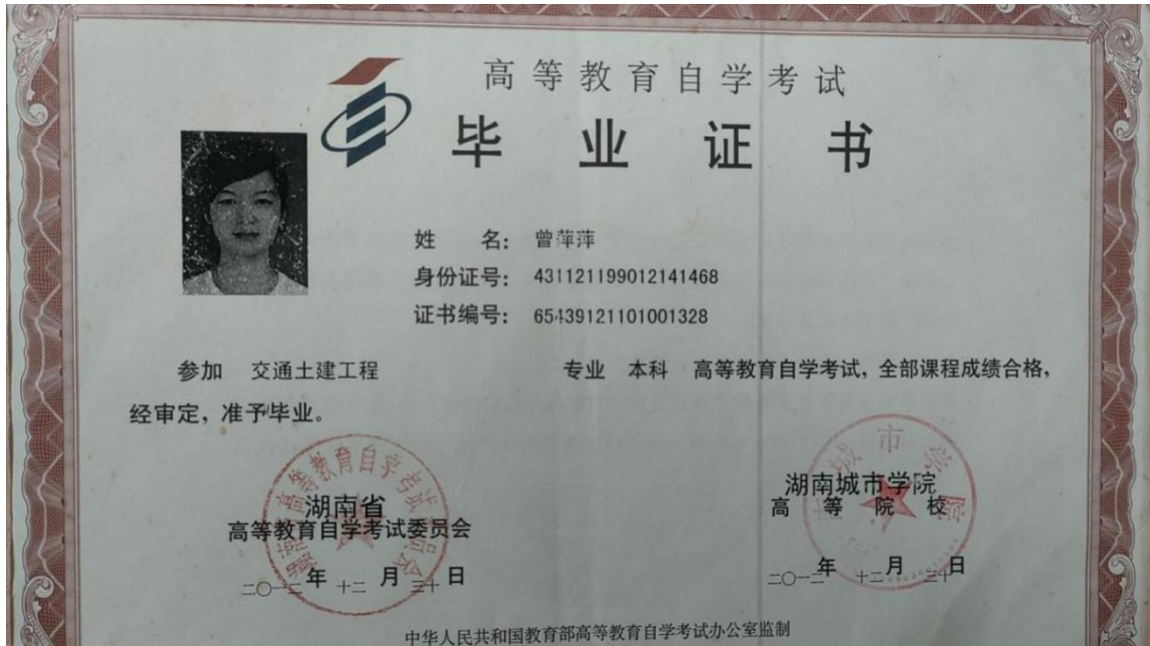 高等教育自学考试
毕业证书
姓 名: 曾萍萍
身份证号: 431121199012141468
证书编号: 65439121101001328
参加 交通土建工程 专业 本科 高等教育自学考试,全部课程成绩合格,
经审定,准予毕业。
湖南省
高等教育自学考试委员会
二〇一二年 十二月 三十日
湖南城市学院
高等院校
二〇一二年 十二月 三十日
中华人民共和国教育部高等教育自学考试办公室监制